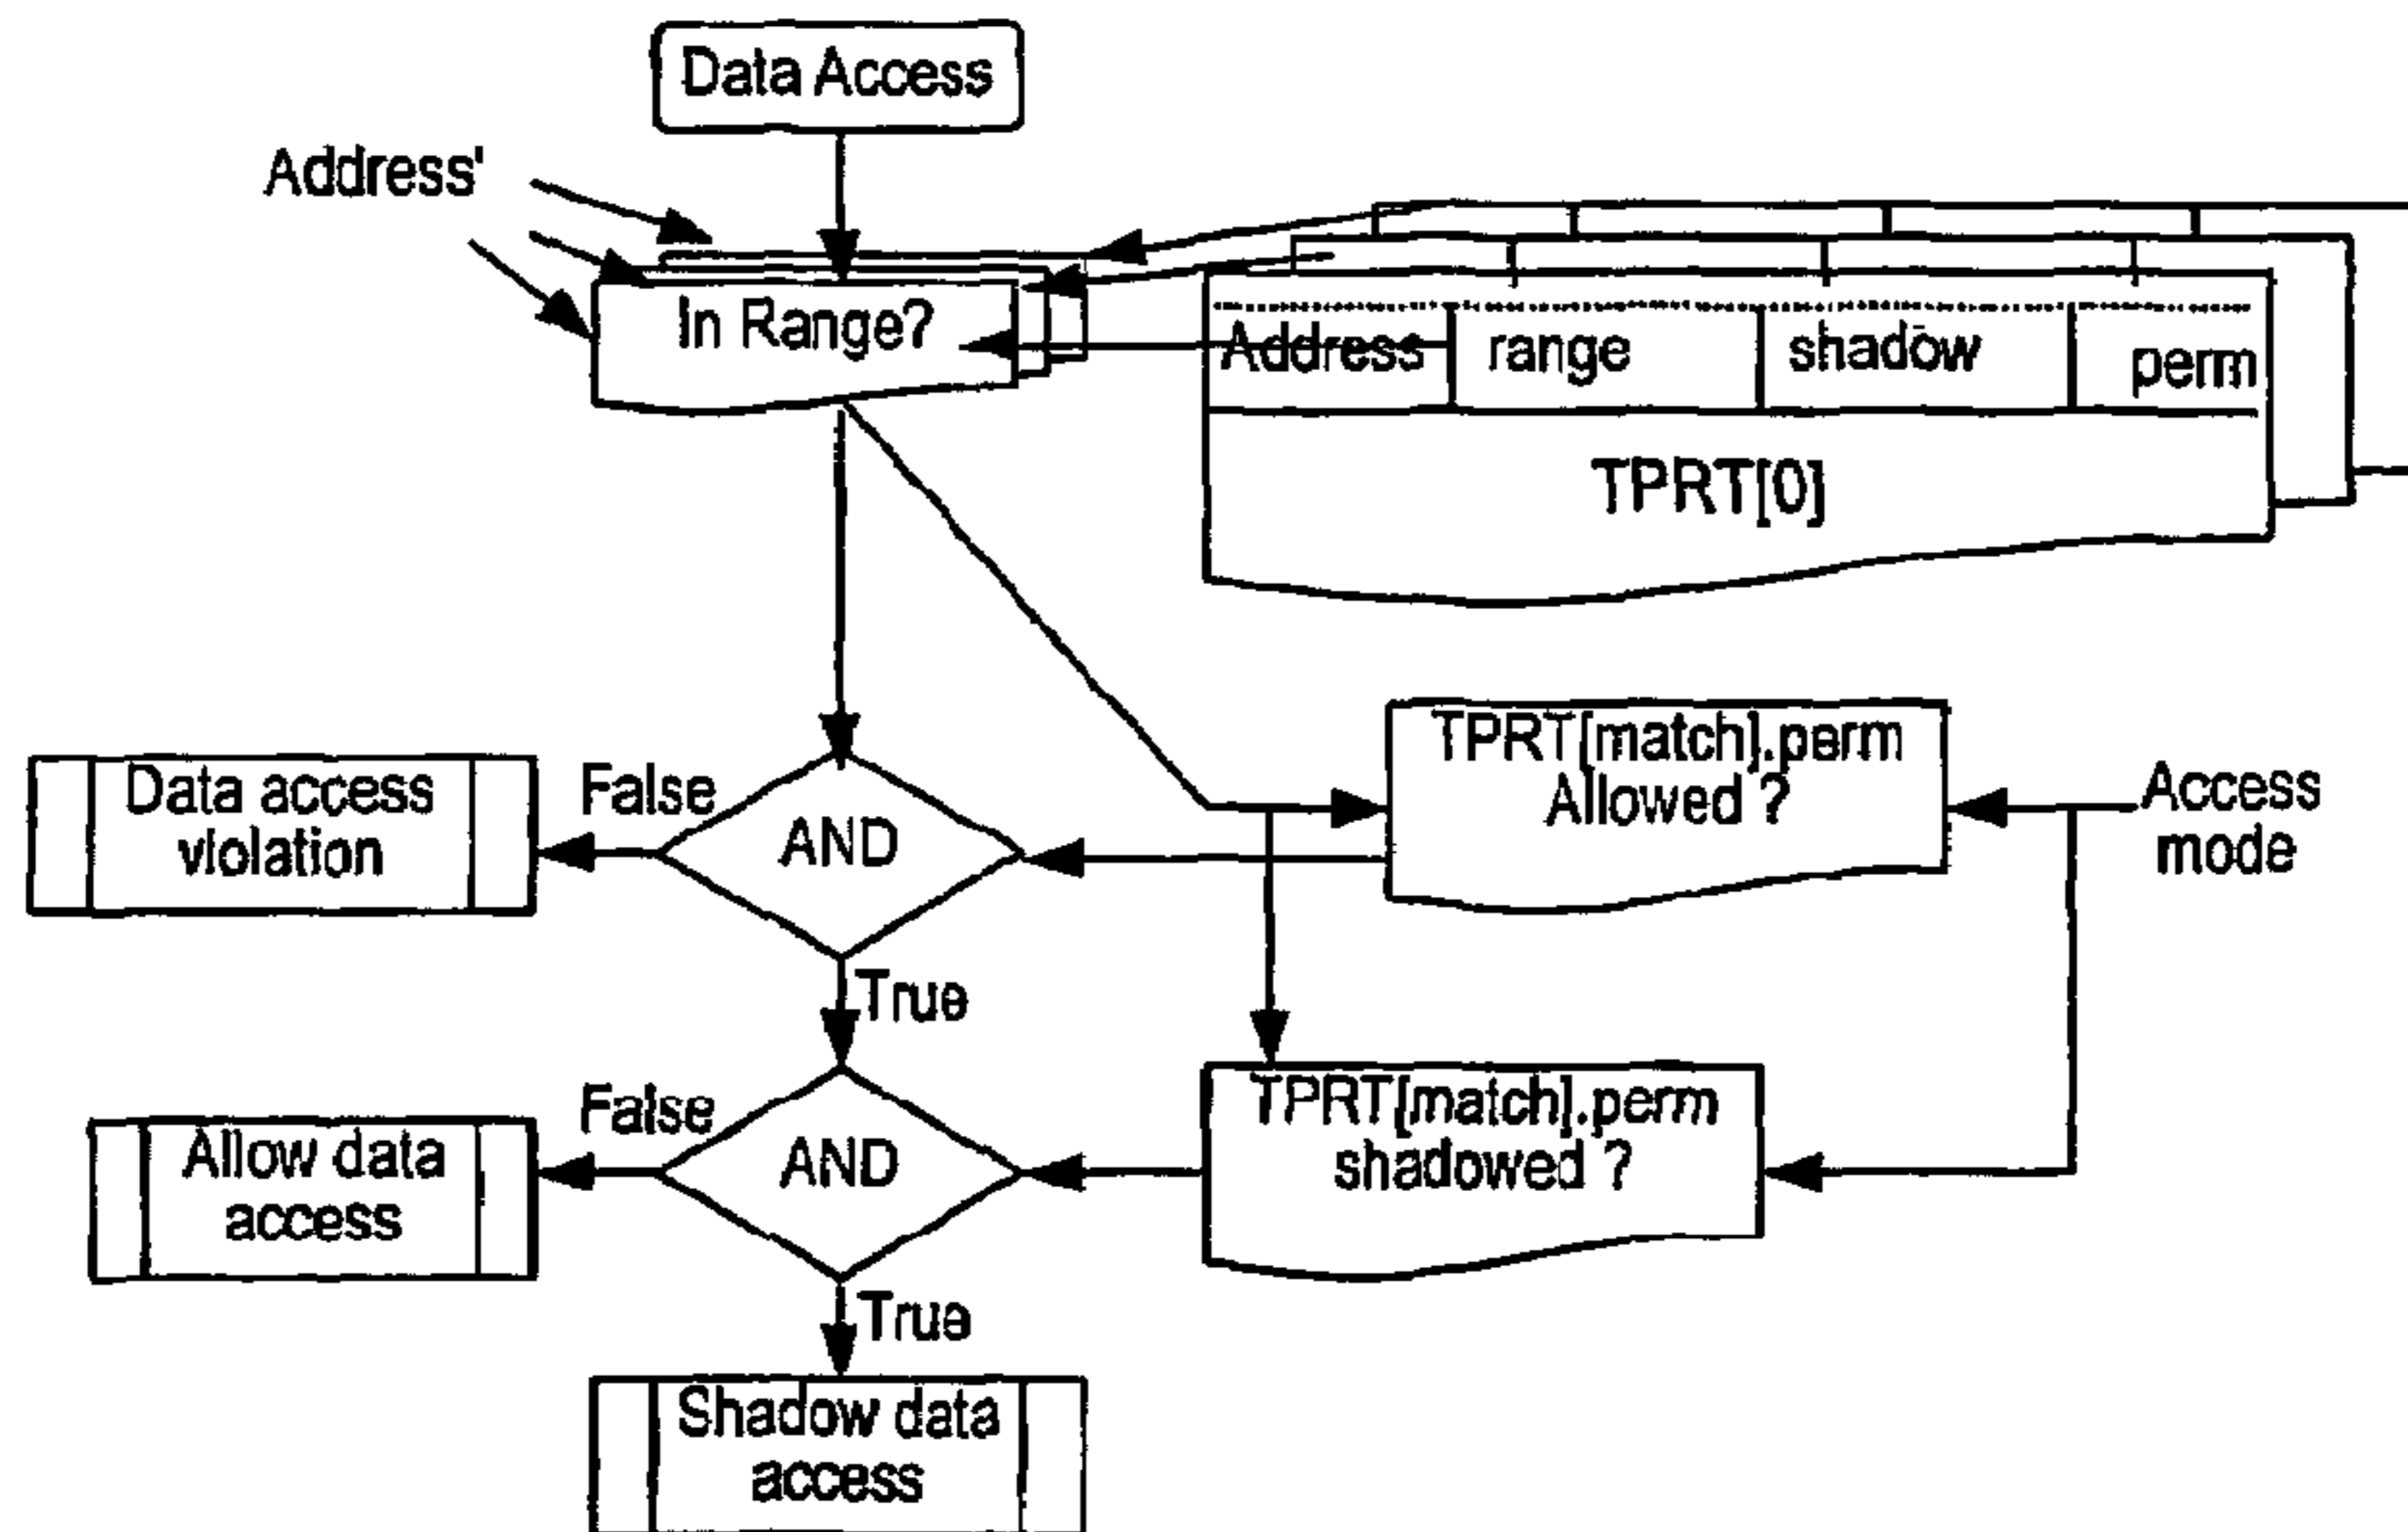 Data Access
Address'
In Range?
Address range shadow perm
TPRT[0]
Data access
violation
False
AND
TPRT[match].perm
Allowed ?
Access
mode
True
Allow data
access
False
AND
TPRT[match].perm
shadowed ?
True
Shadow data
access